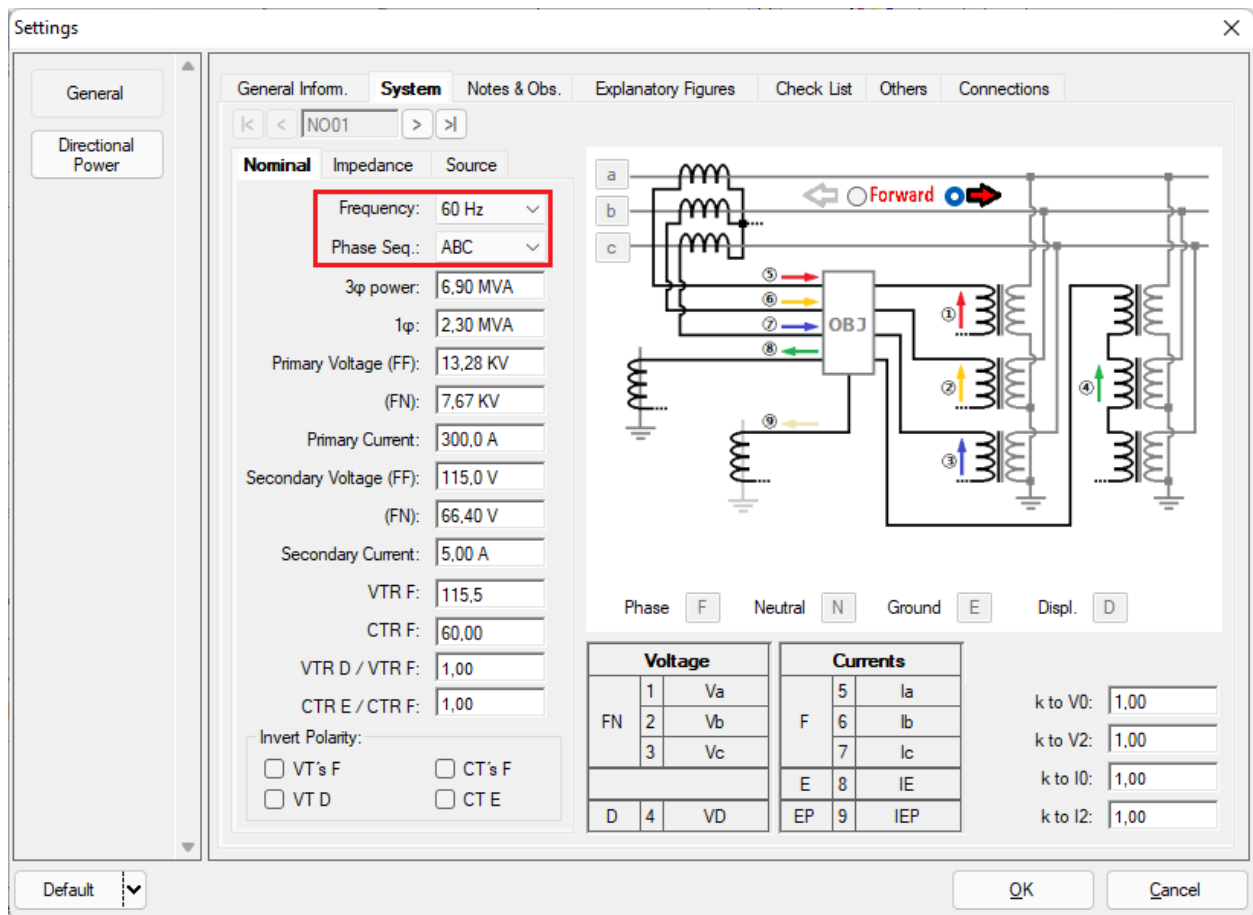 Settings
General
Directional
Power
General Inform. System Notes & Obs. Explanatory Figures Check List Others Connections
|< < NO01 > >|
Nominal Impedance Source
Frequency: 60 Hz
Phase Seq.: ABC
3φ power: 6,90 MVA
1φ: 2,30 MVA
Primary Voltage (FF): 13,28 KV
(FN): 7,67 KV
Primary Current: 300,0 A
Secondary Voltage (FF): 115,0 V
(FN): 66,40 V
Secondary Current: 5,00 A
VTR F: 115,5
CTR F: 60,00
VTR D / VTR F: 1,00
CTR E / CTR F: 1,00
Invert Polarity:
VT´s F CT´s F
VT D CT E
a
b
c
Forward
⑤
⑥
⑦
⑧
OBJ
①
②
③
④
⑨
Phase F Neutral N Ground E Displ. D
Voltage
FN 1 Va
2 Vb
3 Vc
D 4 VD
Currents
F 5 Ia
6 Ib
7 Ic
E 8 IE
EP 9 IEP
k to V0: 1,00
k to V2: 1,00
k to I0: 1,00
k to I2: 1,00
Default
OK
Cancel